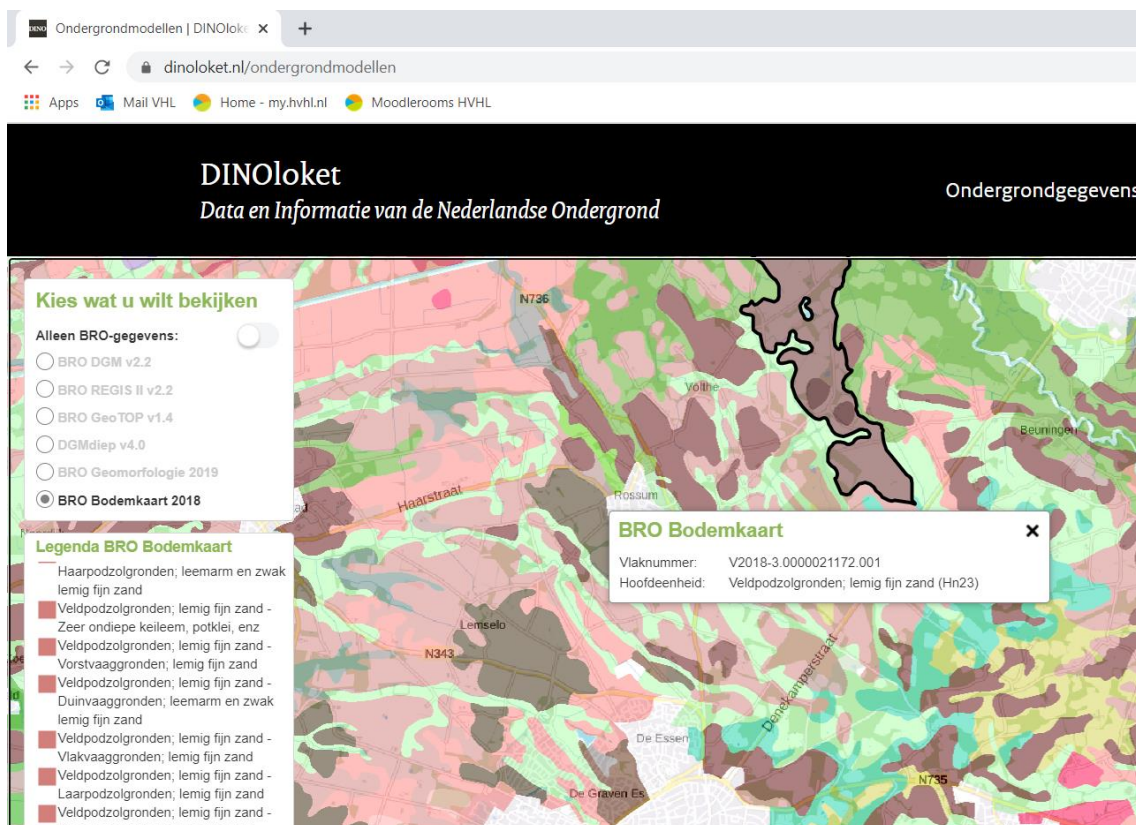 DINO Ondergrondmodellen | DINOloke
dinoloket.nl/ondergrondmodellen
Apps Mail VHL Home - my.hvhl.nl Moodlerooms HVHL
DINOloket
Data en Informatie van de Nederlandse Ondergrond
Ondergrondgegevens
Kies wat u wilt bekijken
Alleen BRO-gegevens:
BRO DGM v2.2
BRO REGIS II v2.2
BRO GeoTOP v1.4
DGMdiep v4.0
BRO Geomorfologie 2019
BRO Bodemkaart 2018
Legenda BRO Bodemkaart
Haarpodzolgronden; leemarm en zwak
lemig fijn zand
Veldpodzolgronden; lemig fijn zand -
Zeer ondiepe keileem, potklei, enz
Veldpodzolgronden; lemig fijn zand -
Vorstvaaggronden; lemig fijn zand
Veldpodzolgronden; lemig fijn zand -
Duinvaaggronden; leemarm en zwak
lemig fijn zand
Veldpodzolgronden; lemig fijn zand -
Vlakvaaggronden; lemig fijn zand
Veldpodzolgronden; lemig fijn zand -
Laarpodzolgronden; lemig fijn zand
Veldpodzolgronden; lemig fijn zand -
N736
Volthe
Beuningen
Haarstraat
Rossum
BRO Bodemkaart
Vlaknummer: V2018-3.0000021172.001
Hoofdeenheid: Veldpodzolgronden; lemig fijn zand (Hn23)
Lemselo
N343
Denekamperstraat
De Essen
De Graven Es
N735